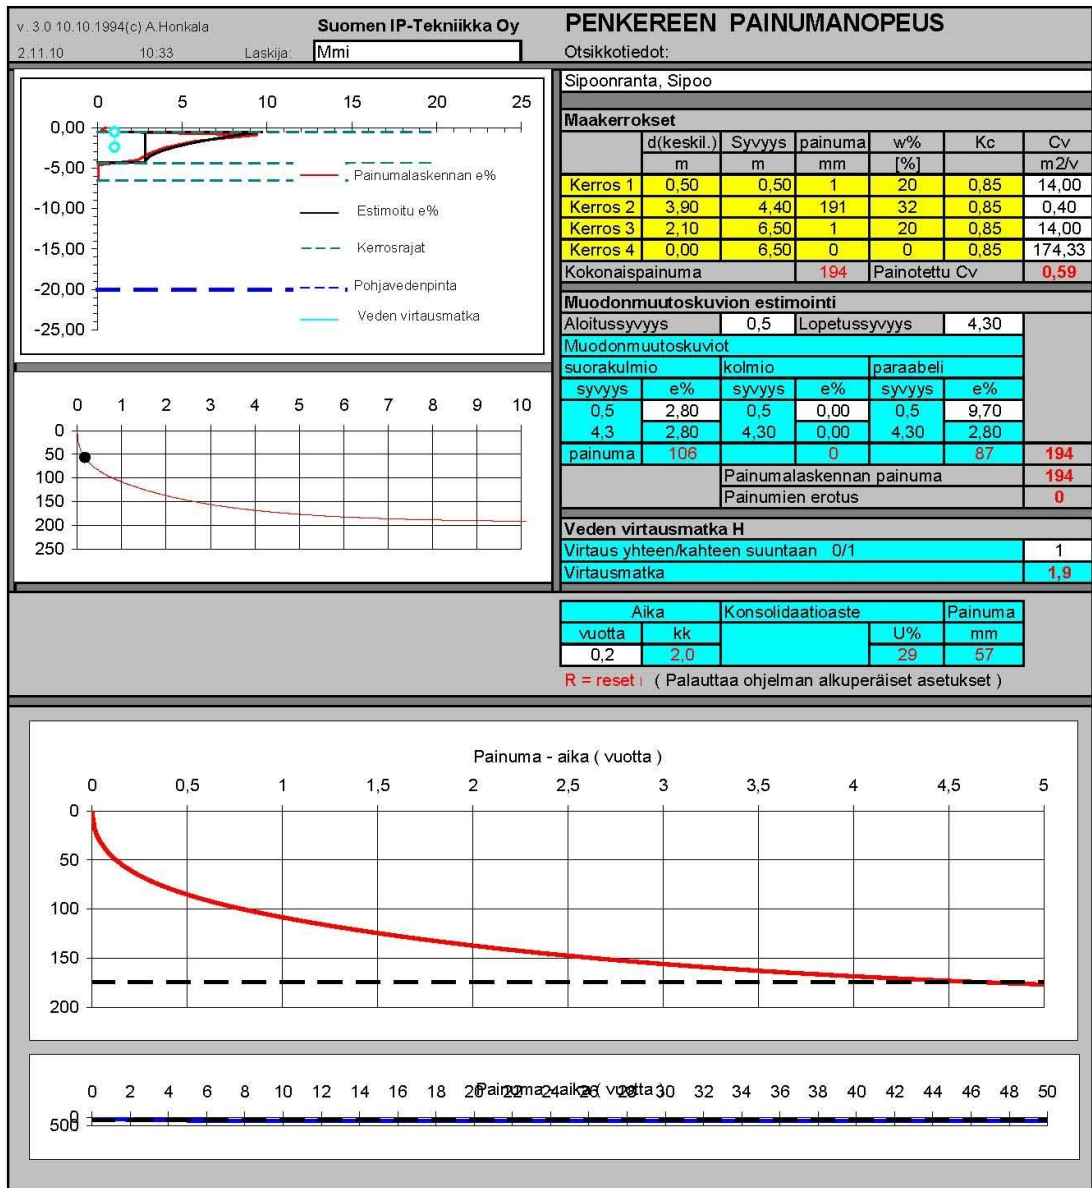 v. 3.0 10.10.1994(c) A.Honkala Suomen IP-Tekniikka Oy
2.11.10 10:33 Laskija: Mmi
PENKEREEN PAINUMANOPEUS
Otsikkotiedot:
Sipoonranta, Sipoo
0 5 10 15 20 25
0,00
-5,00
-10,00
-15,00
-20,00
-25,00
Painumalaskennan e%
Estimoitu e%
Kerrosrajat
Pohjavedenpinta
Veden virtausmatka
Maakerrokset
d(keskil.) Syvyys painuma w% Kc Cv
m m mm [%] m2/v
Kerros 1 0,50 0,50 1 20 0,85 14,00
Kerros 2 3,90 4,40 191 32 0,85 0,40
Kerros 3 2,10 6,50 1 20 0,85 14,00
Kerros 4 0,00 6,50 0 0 0,85 174,33
Kokonaispainuma 194 Painotettu Cv 0,59
Muodonmuutoskuvion estimointi
Aloitussyvyys 0,5 Lopetussyvyys 4,30
Muodonmuutoskuviot
suorakulmio kolmio paraabeli
syvyys e% syvyys e% syvyys e%
0,5 2,80 0,5 0,00 0,5 9,70
4,3 2,80 4,30 0,00 4,30 2,80
painuma 106 0 87 194
Painumalaskennan painuma 194
Painumien erotus 0
0 1 2 3 4 5 6 7 8 9 10
0
50
100
150
200
250
Veden virtausmatka H
Virtaus yhteen/kahteen suuntaan 0/1 1
Virtausmatka 1,9
Aika Konsolidaatioaste Painuma
vuotta kk U% mm
0,2 2,0 29 57
R = reset ( Palauttaa ohjelman alkuperäiset asetukset )
Painuma - aika ( vuotta )
0 0,5 1 1,5 2 2,5 3 3,5 4 4,5 5
0
50
100
150
200
Painuma - aika ( vuotta )
0 2 4 6 8 10 12 14 16 18 20 22 24 26 28 30 32 34 36 38 40 42 44 46 48 50
0
500